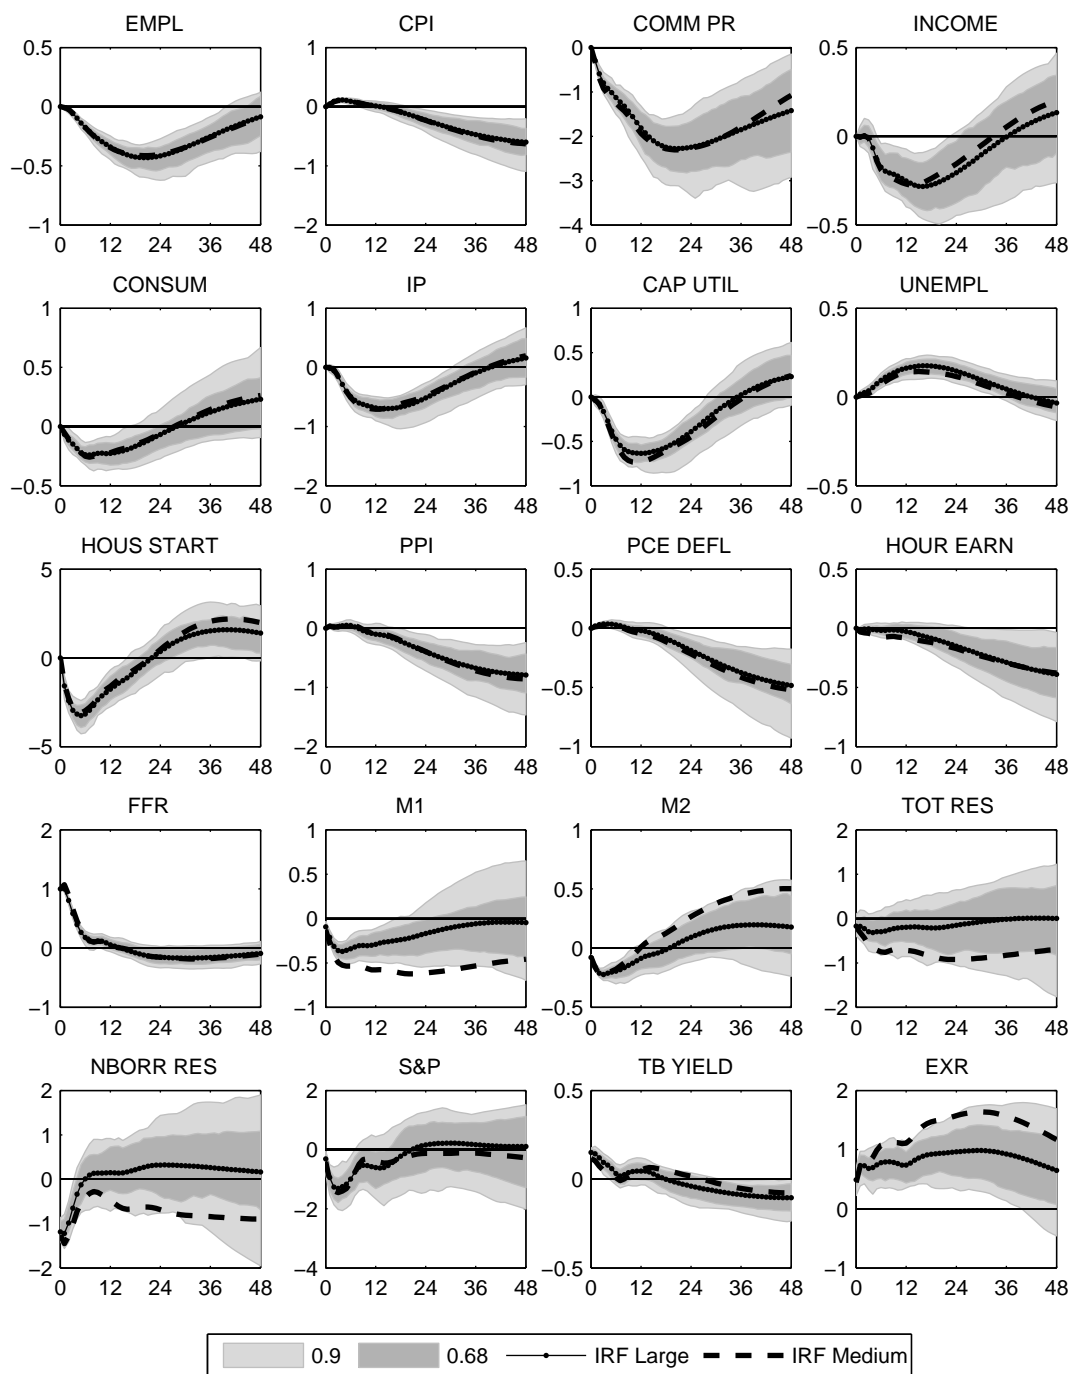 EMPL CPI COMM PR INCOME
0.5 1 0 0.5
0 0 −1 0
−2
−0.5 −1 −3
−1 −2 −4 −0.5
0 12 24 36 48 0 12 24 36 48 0 12 24 36 48 0 12 24 36 48
CONSUM IP CAP UTIL UNEMPL
1 1 1 0.5
0.5 0 0.5 0
0 −1 0
−0.5
−0.5 −2 −1 −0.5
0 12 24 36 48 0 12 24 36 48 0 12 24 36 48 0 12 24 36 48
HOUS START PPI PCE DEFL HOUR EARN
5 1 0.5 0.5
0 0 0 0
−1 −0.5 −0.5
−5 −2 −1 −1
0 12 24 36 48 0 12 24 36 48 0 12 24 36 48 0 12 24 36 48
FFR M1 M2 TOT RES
2 1 1 2
1 0.5 0.5 1
0 0 0 0
−0.5 −1
−1 −1 −0.5 −2
0 12 24 36 48 0 12 24 36 48 0 12 24 36 48 0 12 24 36 48
NBORR RES S&P TB YIELD EXR
2 2 0.5 2
1 0 0 1
0 −2 0
−1
−2 −4 −0.5 −1
0 12 24 36 48 0 12 24 36 48 0 12 24 36 48 0 12 24 36 48
0.9 0.68 IRF Large IRF Medium